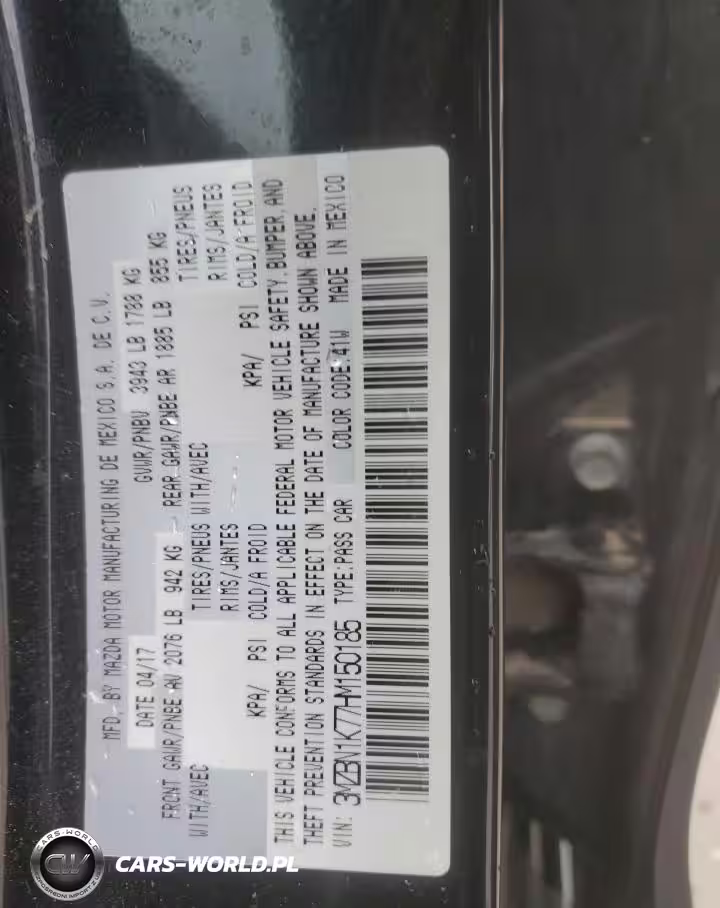 MFD. BY MAZDA MOTOR MANUFACTURING DE MEXICO S.A. DE C.V.
DATE 04/17 GVWR/PNBV 3943 LB 1788 KG
FRONT GAWR/PNBE AV 2076 LB 942 KG REAR GAWR/PNBE AR 1885 LB 855 KG
WITH/AVEC TIRES/PNEUS WITH/AVEC TIRES/PNEUS
RIMS/JANTES RIMS/JANTES
KPA/ PSI COLD/A FROID KPA/ PSI COLD/A FROID
THIS VEHICLE CONFORMS TO ALL APPLICABLE FEDERAL MOTOR VEHICLE SAFETY, BUMPER, AND
THEFT PREVENTION STANDARDS IN EFFECT ON THE DATE OF MANUFACTURE SHOWN ABOVE.
VIN: 3MZBN1K77HM150185 TYPE:PASS CAR COLOR CODE:41W MADE IN MEXICO
CARS-WORLD
CW
CARS-WORLD.PL